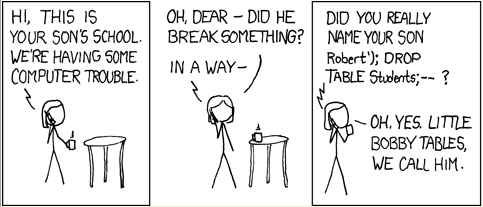 HI, THIS IS
YOUR SON'S SCHOOL.
WE'RE HAVING SOME
COMPUTER TROUBLE.
OH, DEAR – DID HE
BREAK SOMETHING?
IN A WAY–
DID YOU REALLY
NAME YOUR SON
Robert'); DROP
TABLE Students;-- ?
OH, YES. LITTLE
BOBBY TABLES,
WE CALL HIM.